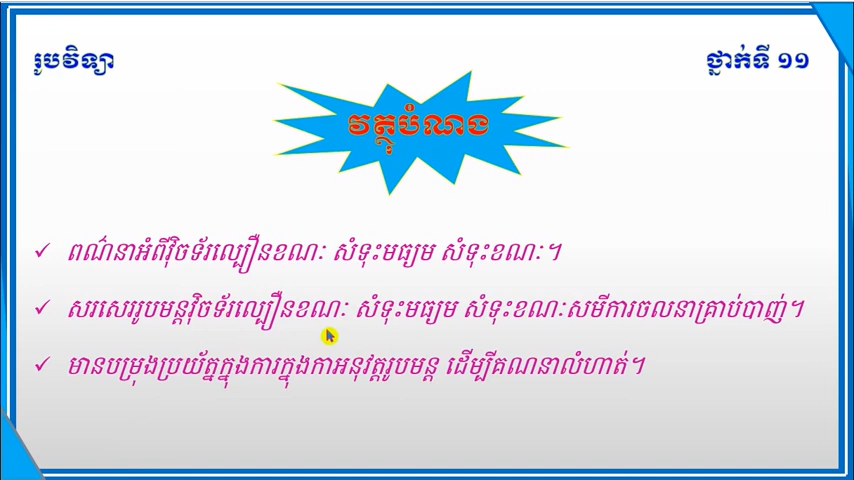 រូបវិទ្យា
ថ្នាក់ទី ១១
វត្ថុបំណង
ពណ៌នាអំពីវ៉ិចទ័រល្បឿនខណៈ សំទុះមធ្យម សំទុះខណៈ។
សរសេររូបមន្តវ៉ិចទ័រល្បឿនខណៈ សំទុះមធ្យម សំទុះខណៈសមីការចលនាគ្រាប់បាញ់។
មានបម្រុងប្រយ័ត្នក្នុងការក្នុងកាអនុវត្តរូបមន្ត ដើម្បីគណនាលំហាត់។